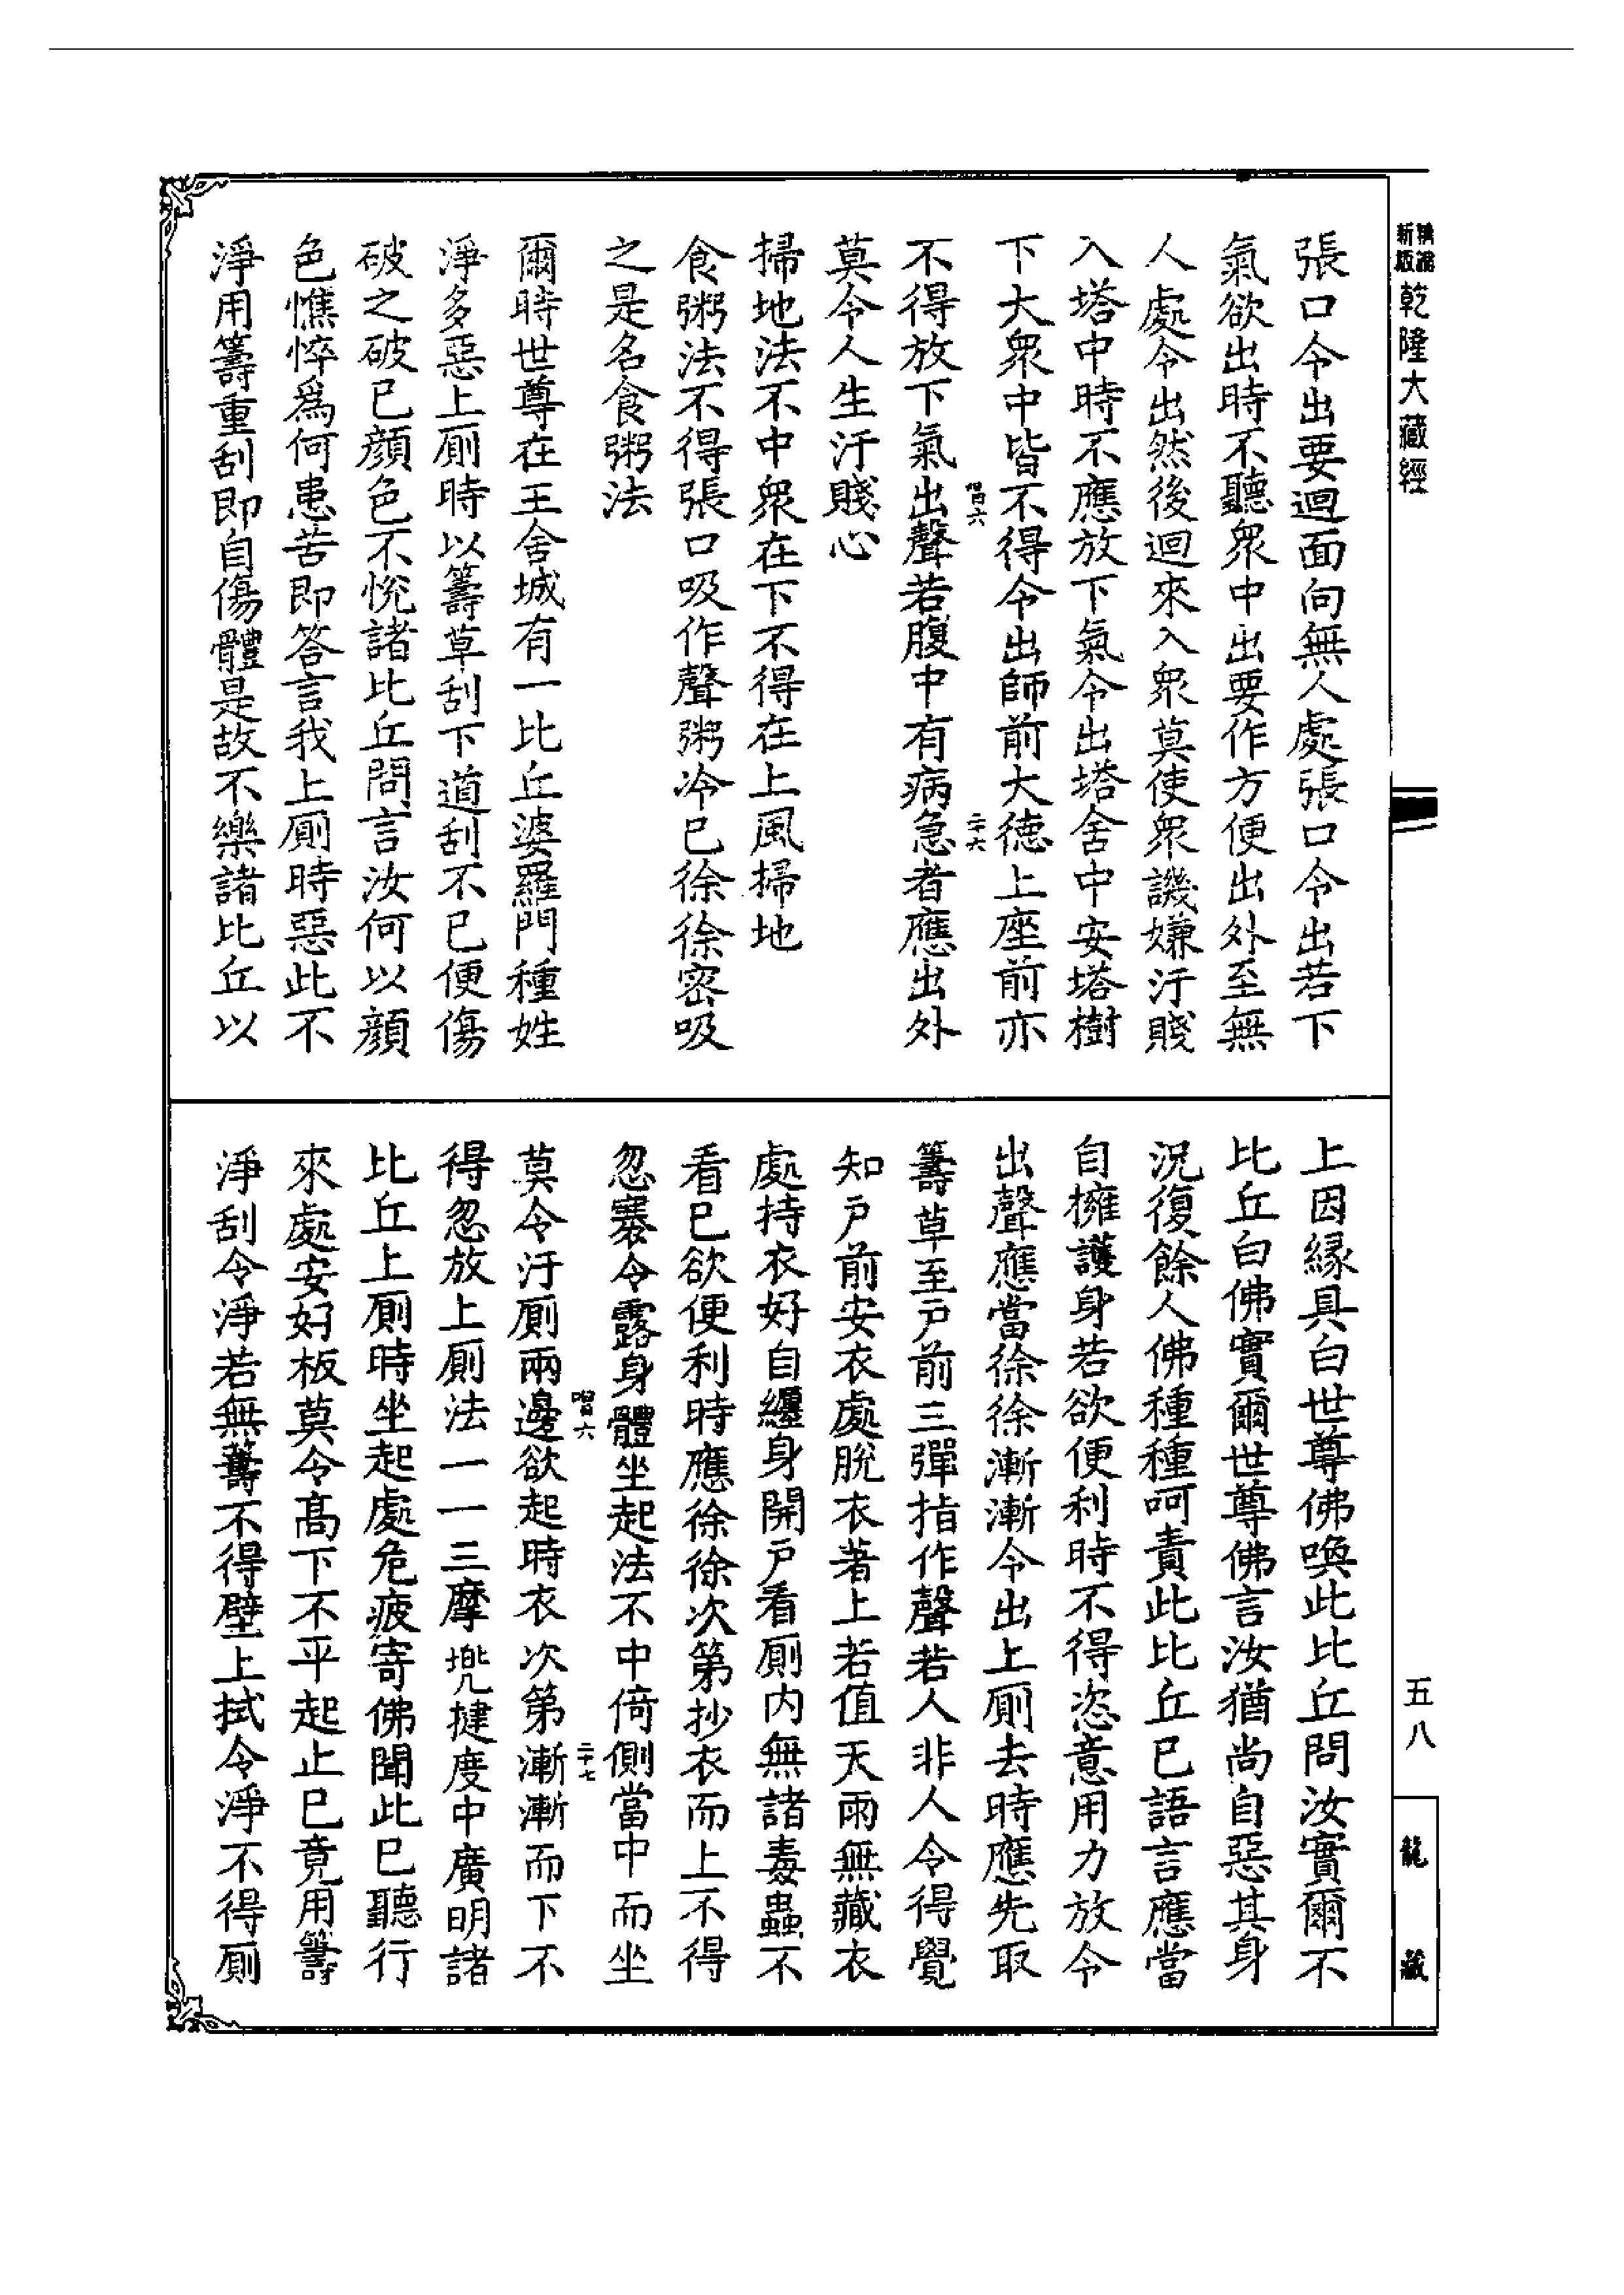 新版
乾隆大藏經
張口令出要迴面向無人處張口令出若下
氣欲出時不聽衆中出要作方便出外至無
人處令出然後迴來入衆莫使衆譏嫌汙賤
入塔中時不應放下氣令出塔舍中安塔樹
下大衆中皆不得令出師前大德上座前亦
不得放下氣出聲若腹中有病急者應出外
莫令人生汙賤心
掃地法不中衆在下不得在上風掃地
食粥法不得張口吸作聲粥冷已徐徐密吸
之是名食粥法
爾時世尊在王舍城有一比丘婆羅門種姓
淨多惡上廁時以籌草刮下道刮不已便傷
破之破已顏色不悅諸比丘問言汝何以顏
色憔悴爲何患苦即答言我上廁時惡此不
淨用籌重刮即自傷體是故不樂諸比丘以
六
二十六
上因緣具白世尊佛喚此比丘問汝實爾不
比丘白佛實爾世尊佛言汝猶尚自惡其身
況復餘人佛種種呵責此比丘已語言應當
自擁護身若欲便利時不得恣意用力放令
出聲應當徐徐漸漸令出上廁去時應先取
籌草至戶前三彈指作聲若人非人令得覺
知戶前安衣處脫衣著上若值天雨無藏衣
處持衣好自纏身開戶看廁内無諸毒蟲不
看已欲便利時應徐徐次第抄衣而上不得
忽褰令露身體坐起法不中倚側當中而坐
莫令汙廁兩邊欲起時衣次第漸漸而下不
得忽放上廁法一一三摩兠揵度中廣明諸
比丘上廁時坐起處危疲寄佛聞此已聽行
來處安好板莫令高下不平起止已竟用籌
淨刮令淨若無籌不得壁上拭令淨不得廁
六
二十七
五八
龍藏